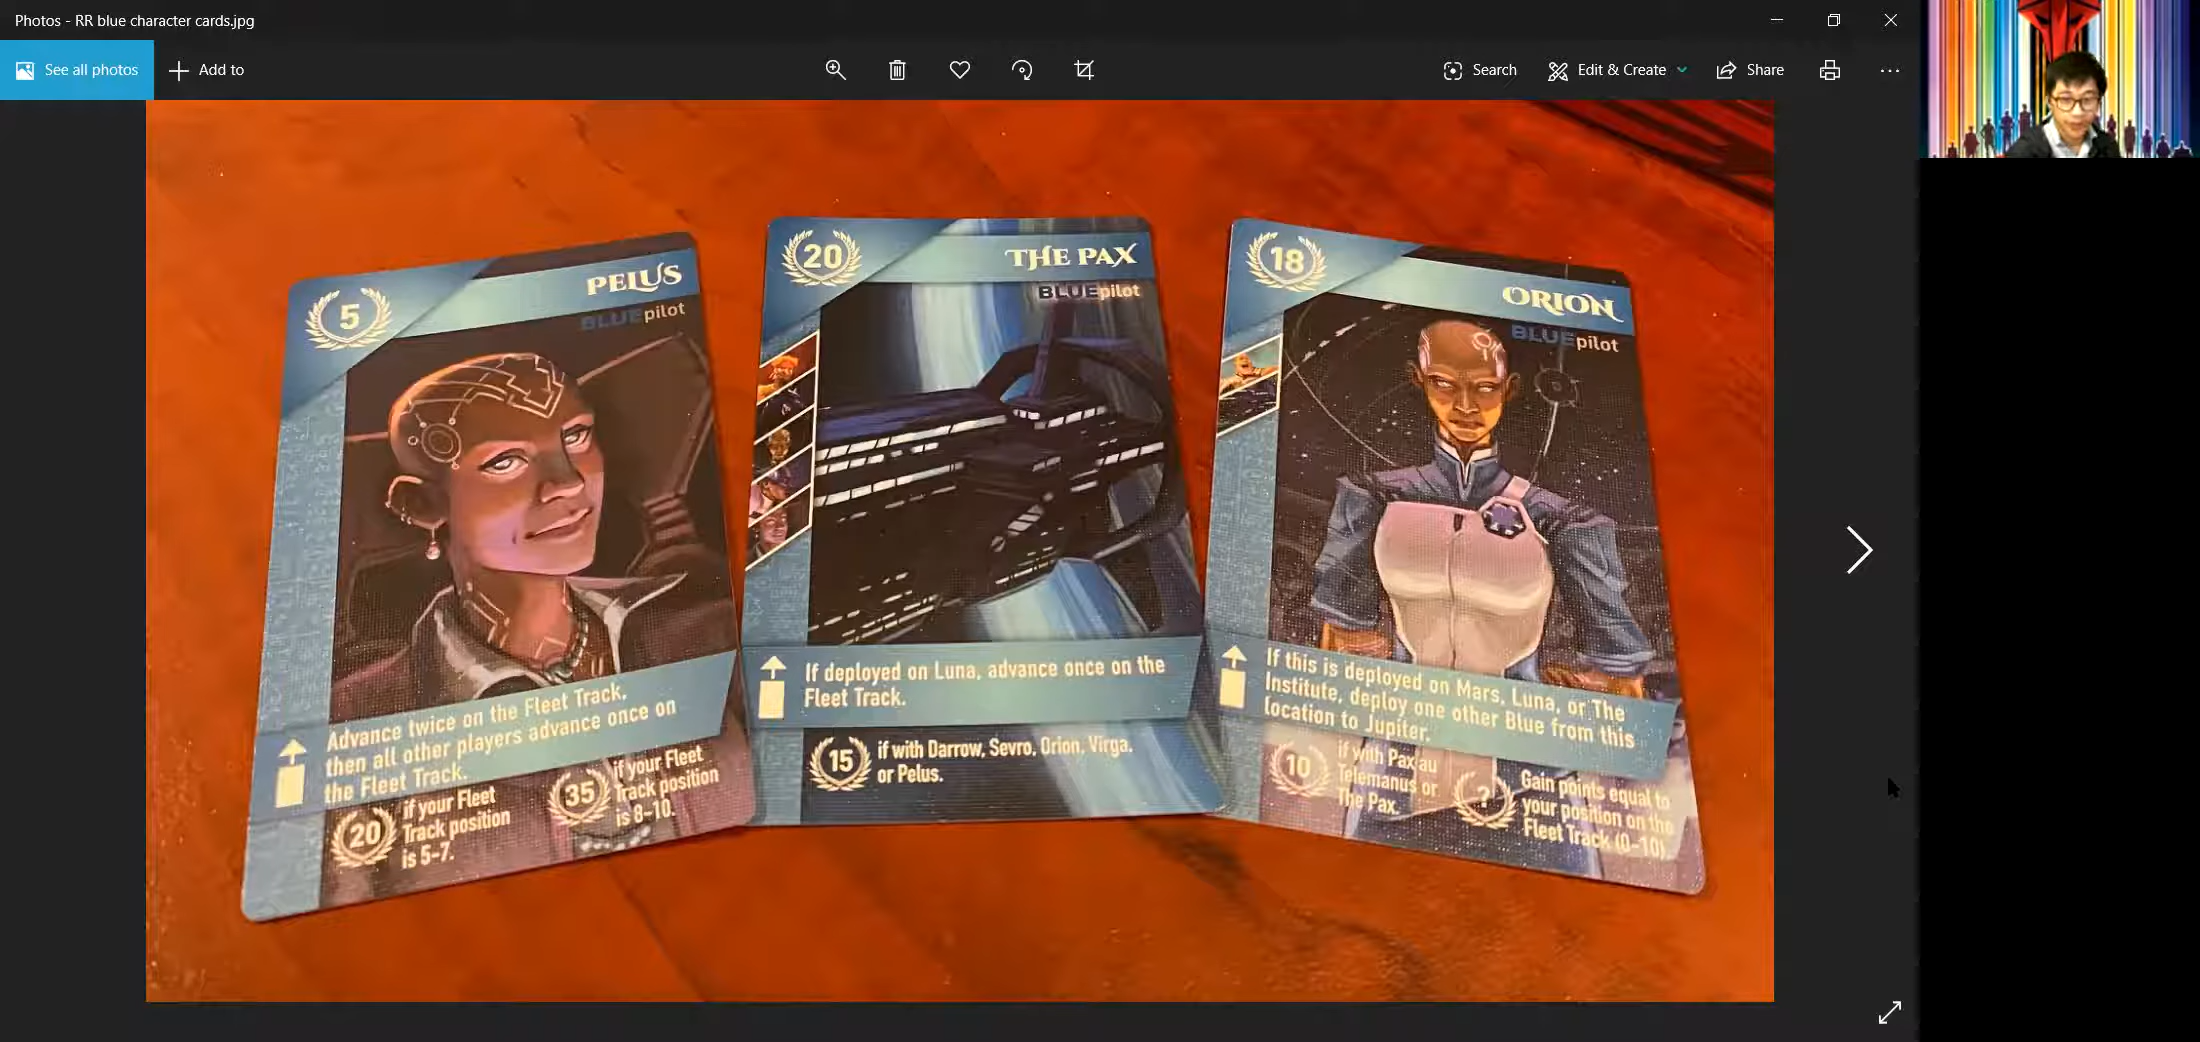 Photos - RR blue character cards.jpg
See all photos
Add to
Search
Edit & Create
Share
5
PELUS
BLUEpilot
Advance twice on the Fleet Track,
then all other players advance once on
the Fleet Track.
20
if your Fleet
Track position
is 5-7.
35
if your Fleet
Track position
is 8-10.
20
THE PAX
BLUEpilot
If deployed on Luna, advance once on the
Fleet Track.
15
if with Darrow, Sevro, Orion, Virga,
or Pelus.
18
ORION
BLUEpilot
If this is deployed on Mars, Luna, or The
Institute, deploy one other Blue from this
location to Jupiter.
10
if with Pax au
Telemanus or
The Pax.
?
Gain points equal to
your position on the
Fleet Track (0-10).